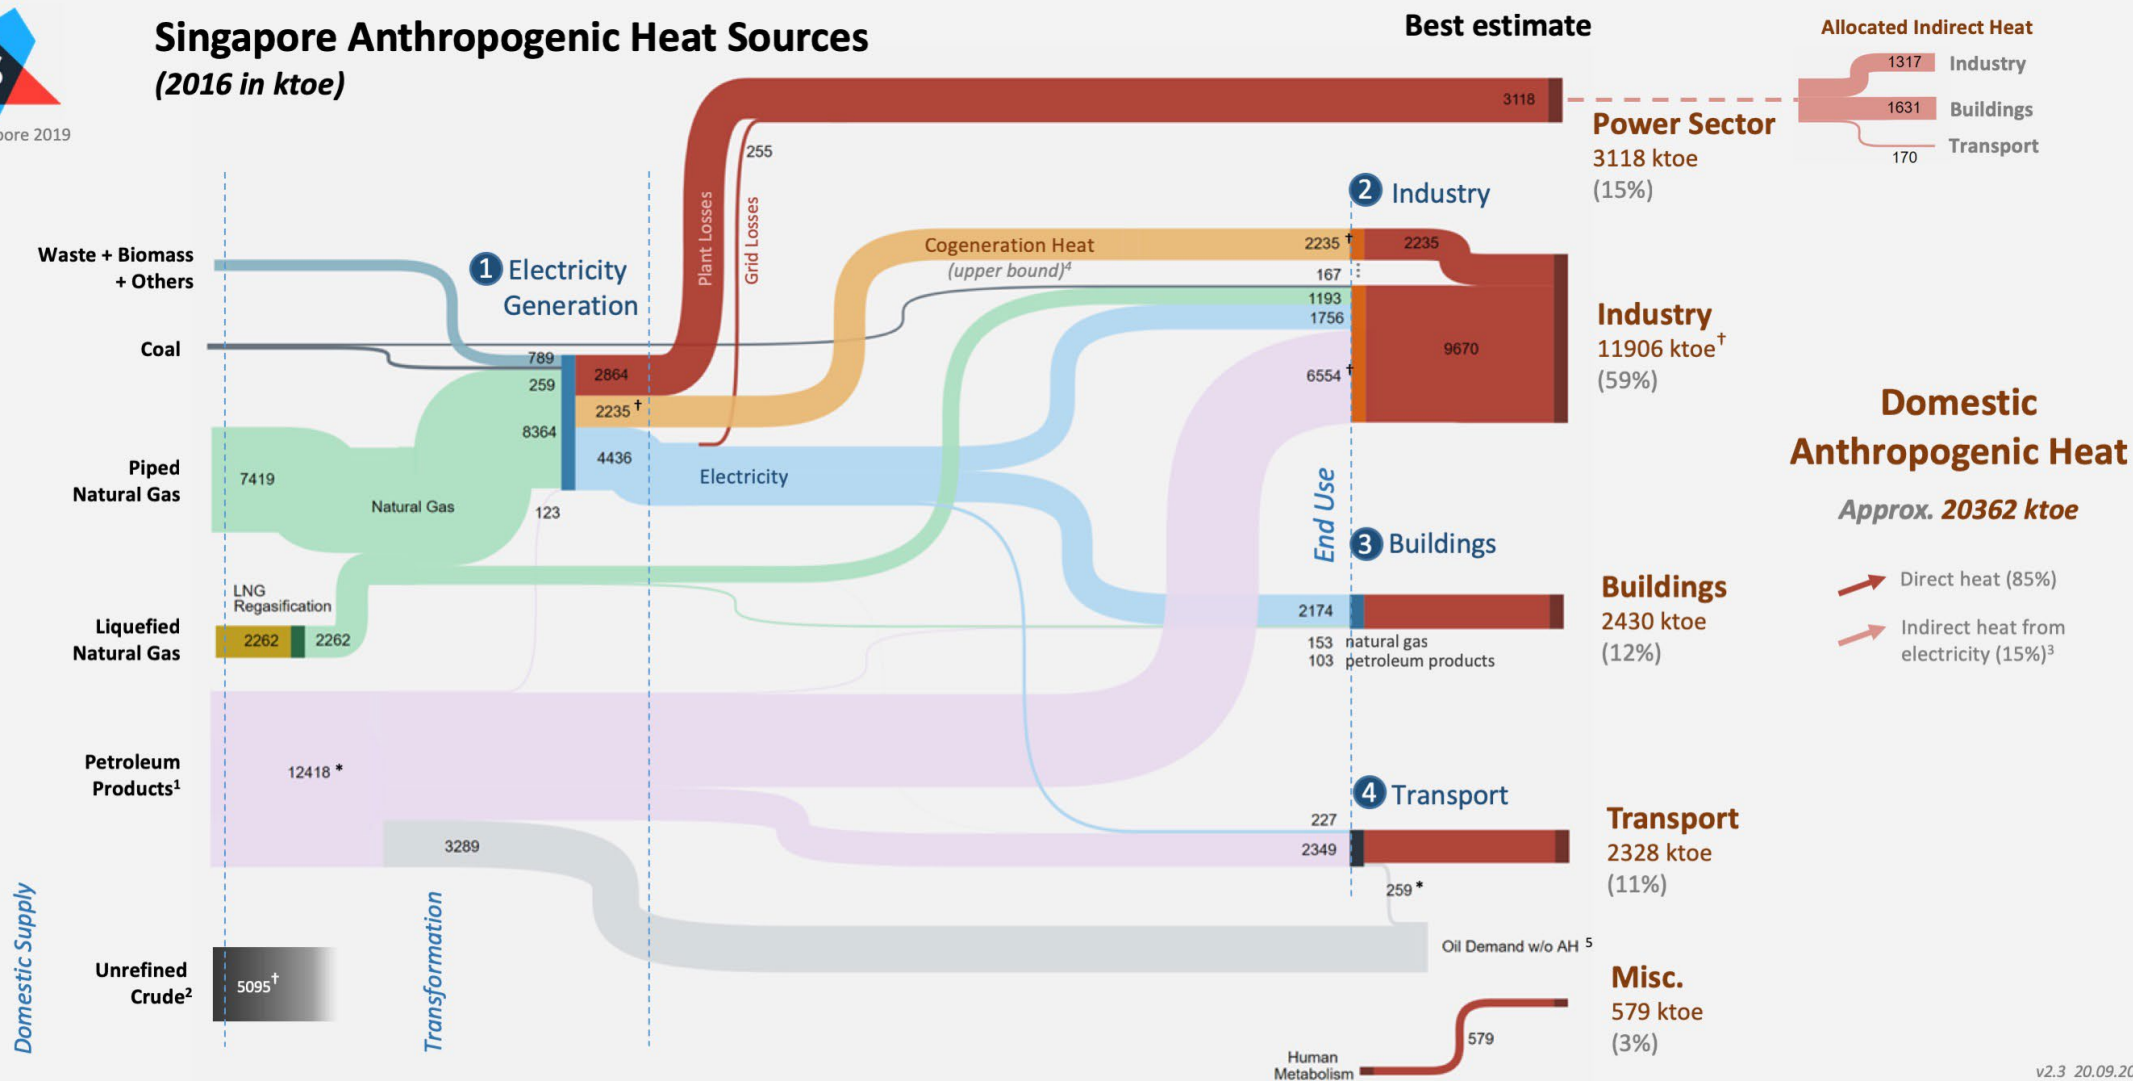 Singapore Anthropogenic Heat Sources
(2016 in ktoe)
Best estimate
Allocated Indirect Heat
1317 Industry
1631 Buildings
170 Transport
3118
Power Sector
3118 ktoe
(15%)
2019
255
Plant Losses
Grid Losses
2 Industry
Waste + Biomass
+ Others
1 Electricity
Generation
Cogeneration Heat
(upper bound)4
2235 †
2235
167
1193
1756
6554 †
9670
Industry
11906 ktoe†
(59%)
Coal
789
259
8364
2864
2235 †
4436
Electricity
Piped
Natural Gas
7419
Natural Gas
123
Domestic
Anthropogenic Heat
Approx. 20362 ktoe
Direct heat (85%)
Indirect heat from
electricity (15%)3
End Use
3 Buildings
LNG
Regasification
Liquefied
Natural Gas
2262
2262
2174
153 natural gas
103 petroleum products
Buildings
2430 ktoe
(12%)
Petroleum
Products1
12418 *
3289
4 Transport
227
2349
259 *
Transport
2328 ktoe
(11%)
Oil Demand w/o AH 5
Domestic Supply
Transformation
Unrefined
Crude2
5095†
Misc.
579 ktoe
(3%)
579
Human
Metabolism
v2.3 20.09.20